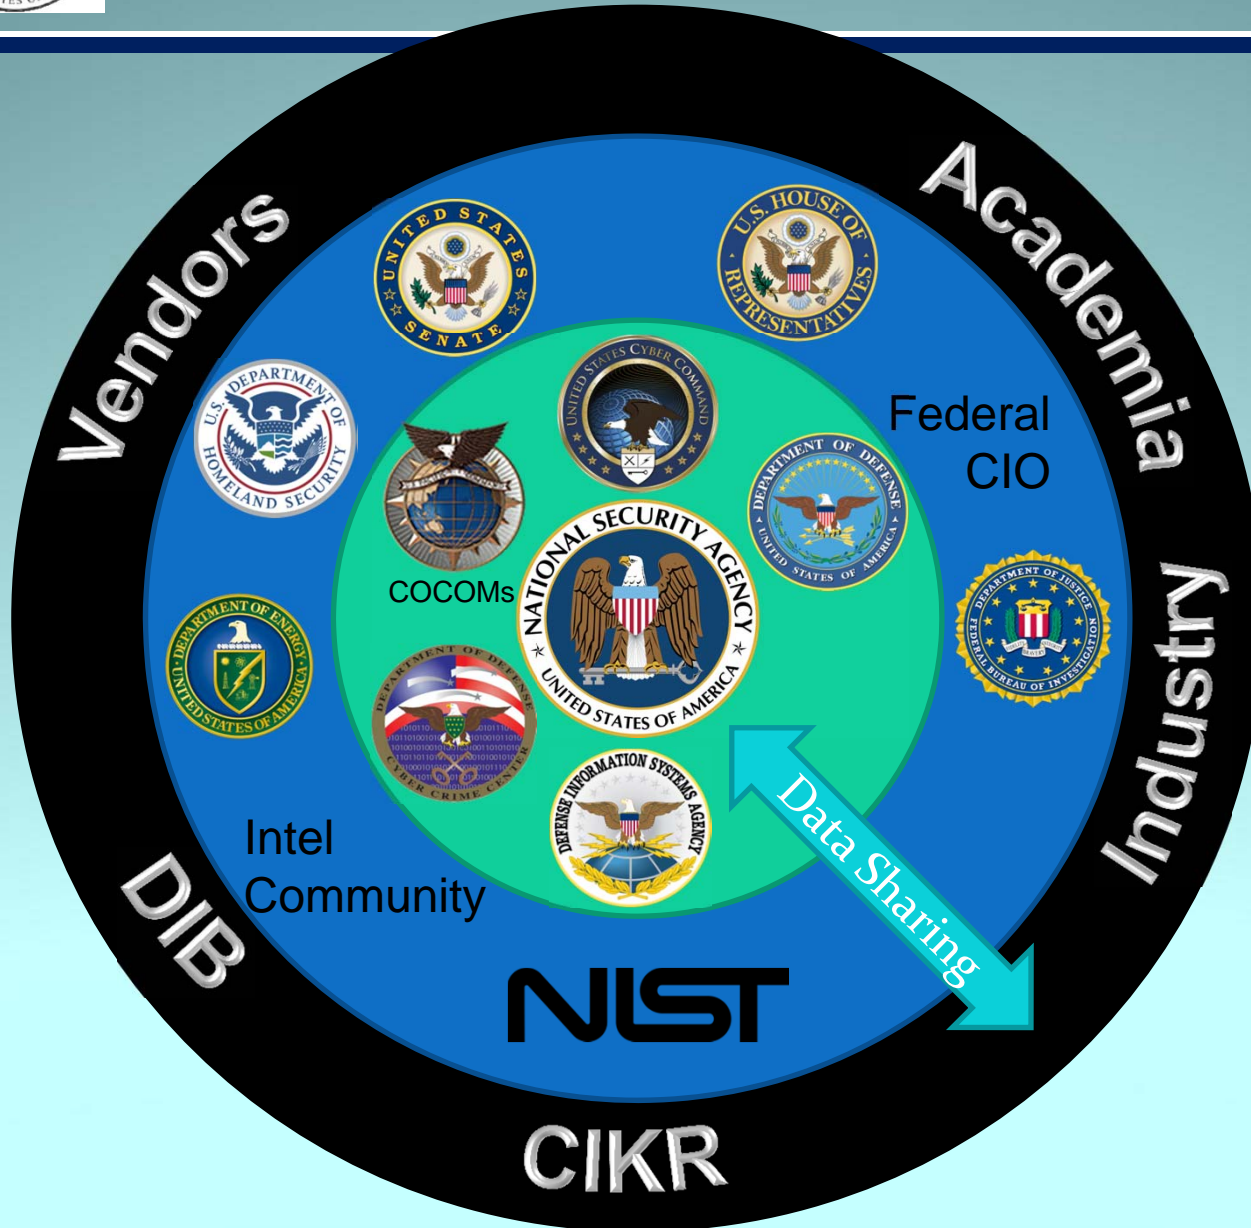 Vendors
Academia
Industry
CIKR
DIB
UNITED STATES
SENATE
U.S. HOUSE OF
REPRESENTATIVES
U.S. DEPARTMENT OF
HOMELAND SECURITY
UNITED STATES CYBER COMMAND
Federal
CIO
DEPARTMENT OF DEFENSE
UNITED STATES OF AMERICA
COCOMs
NATIONAL SECURITY AGENCY
UNITED STATES OF AMERICA
DEPARTMENT OF JUSTICE
FEDERAL BUREAU OF INVESTIGATION
DEPARTMENT OF ENERGY
UNITED STATES OF AMERICA
DEPARTMENT OF DEFENSE
CYBER CRIME CENTER
DEFENSE INFORMATION SYSTEMS AGENCY
Data Sharing
Intel
Community
NIST